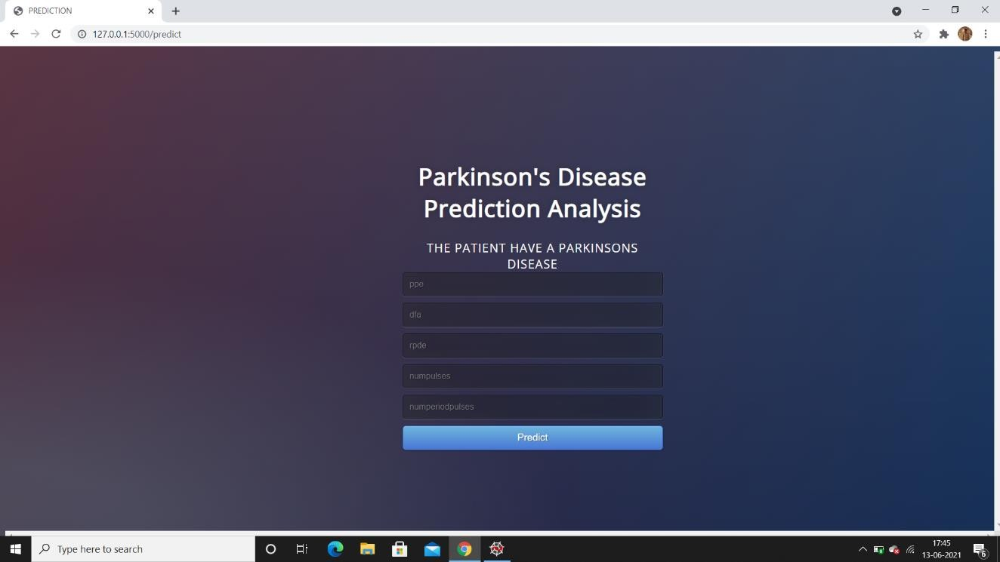 PREDICTION
127.0.0.1:5000/predict
Parkinson's Disease
Prediction Analysis
THE PATIENT HAVE A PARKINSONS
DISEASE
ppe
dfa
rpde
numpulses
numperiodpulses
Predict
Type here to search
17:45
13-06-2021
6